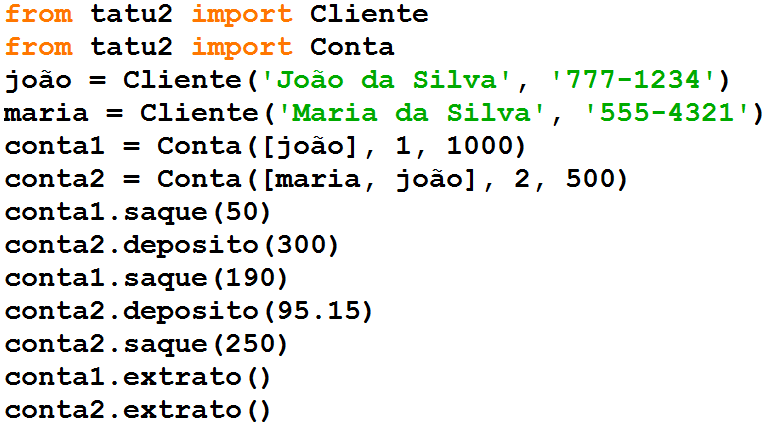 from tatu2 import Cliente
from tatu2 import Conta
joão = Cliente('João da Silva', '777-1234')
maria = Cliente('Maria da Silva', '555-4321')
conta1 = Conta([joão], 1, 1000)
conta2 = Conta([maria, joão], 2, 500)
conta1.saque(50)
conta2.deposito(300)
conta1.saque(190)
conta2.deposito(95.15)
conta2.saque(250)
conta1.extrato()
conta2.extrato()